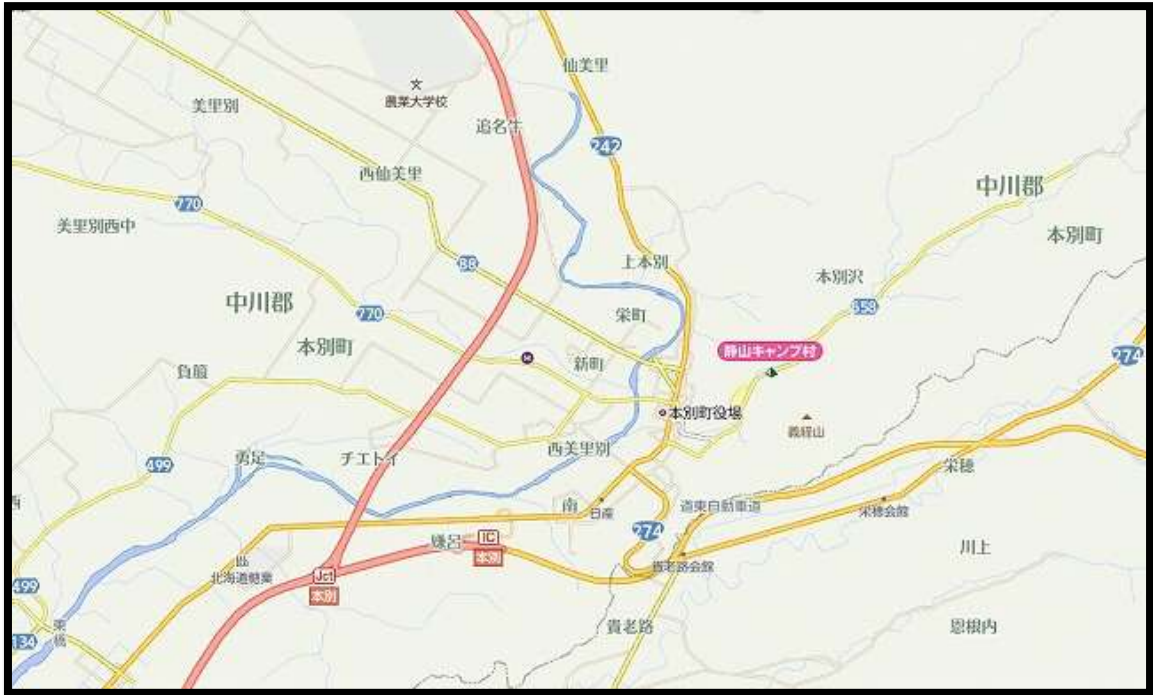 仙美里
農業大学校
美里別
追名牛
242
西仙美里
770
中川郡
美里別西中
本別町
88
上本別
本別沢
中川郡
658
770
栄町
本別町
静山キャンプ村
274
新町
負箙
本別町役場
義経山
西美里別
勇足
チエトイ
499
栄穂
南
日産
道東自動車道
栄穂会館
274
嫌呂
IC
本別
川上
貴老路会館
北海道糖業
Jct
本別
499
貴老路
恩根内
134
東橋